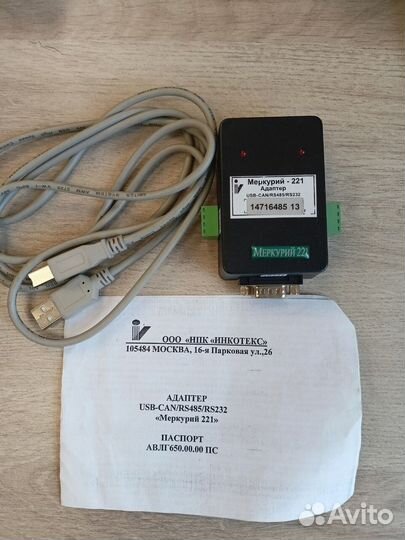 Меркурий - 221
Адаптер
USB-CAN/RS485/RS232
14716485 13
МЕРКУРИЙ 221
ООО «НПК «ИНКОТЕКС»
105484 МОСКВА, 16-я Парковая ул.,26
АДАПТЕР
USB-CAN/RS485/RS232
«Меркурий 221»
ПАСПОРТ
АВЛГ650.00.00 ПС
Avito